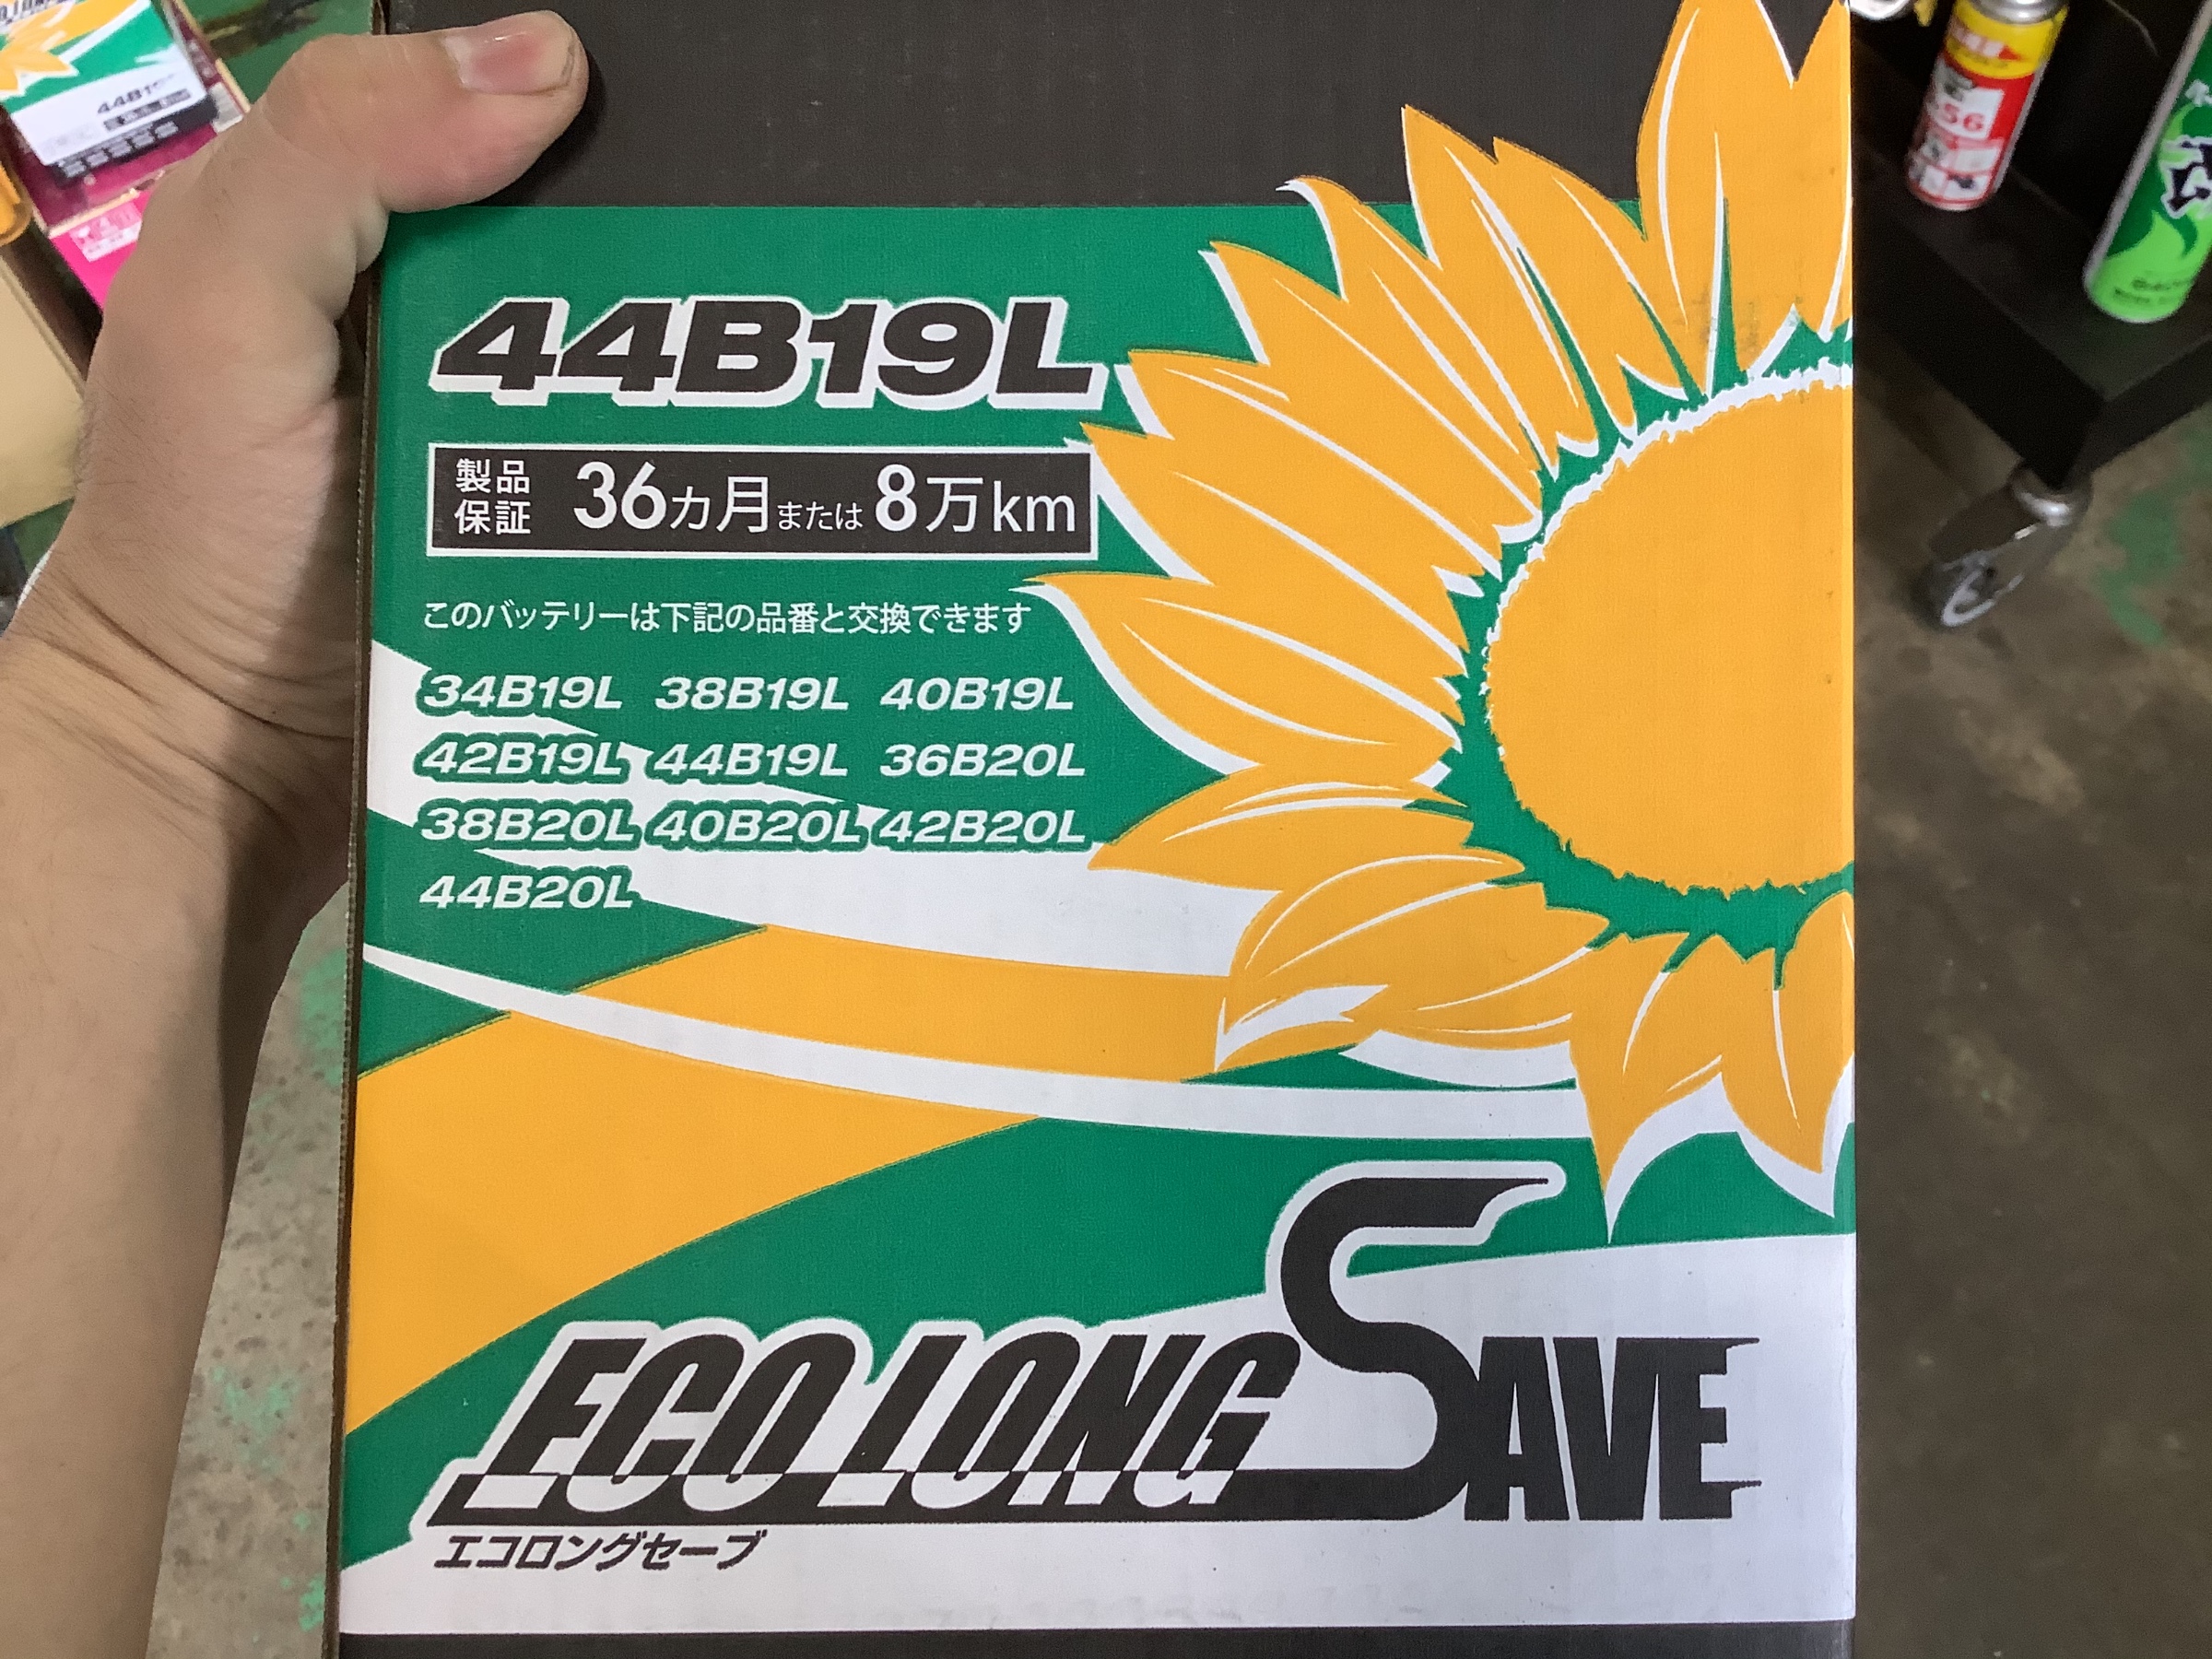 44B19L
製品保証 36カ月または8万km
このバッテリーは下記の品番と交換できます
34B19L 38B19L 40B19L
42B19L 44B19L 36B20L
38B20L 40B20L 42B20L
44B20L
ECO LONG SAVE
エコロングセーブ
44B19
56